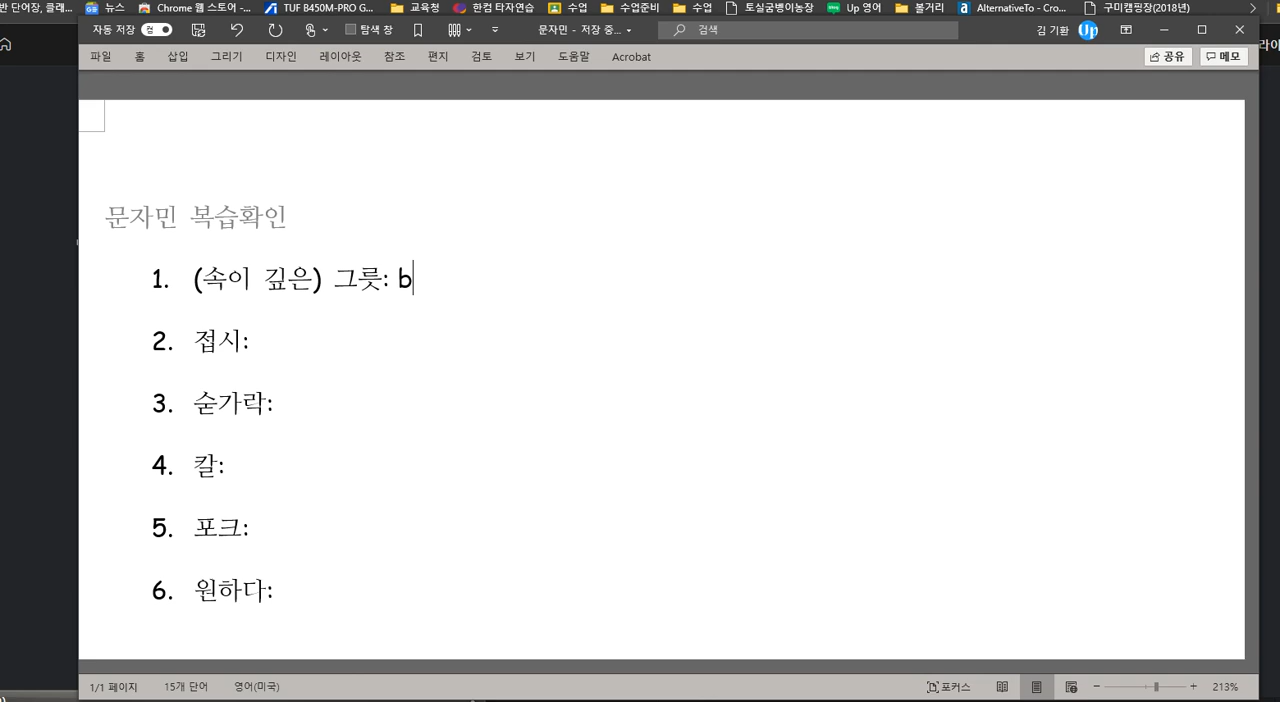 반 단어장, 클래... 뉴스 Chrome 웹 스토어 -... TUF B450M-PRO G... 교육청 한컴 타자연습 수업 수업준비 수업 토실굼벵이농장 Up 영어 볼거리 AlternativeTo - Cro... 구미캠핑장(2018년)
자동 저장 탐색 창 문자민 - 저장 중... 검색 김 기환 Up
파일 홈 삽입 그리기 디자인 레이아웃 참조 편지 검토 보기 도움말 Acrobat 공유 메모
문자민 복습확인
1. (속이 깊은) 그릇: b
2. 접시:
3. 숟가락:
4. 칼:
5. 포크:
6. 원하다:
1/1 페이지 15개 단어 영어(미국) 포커스 213%